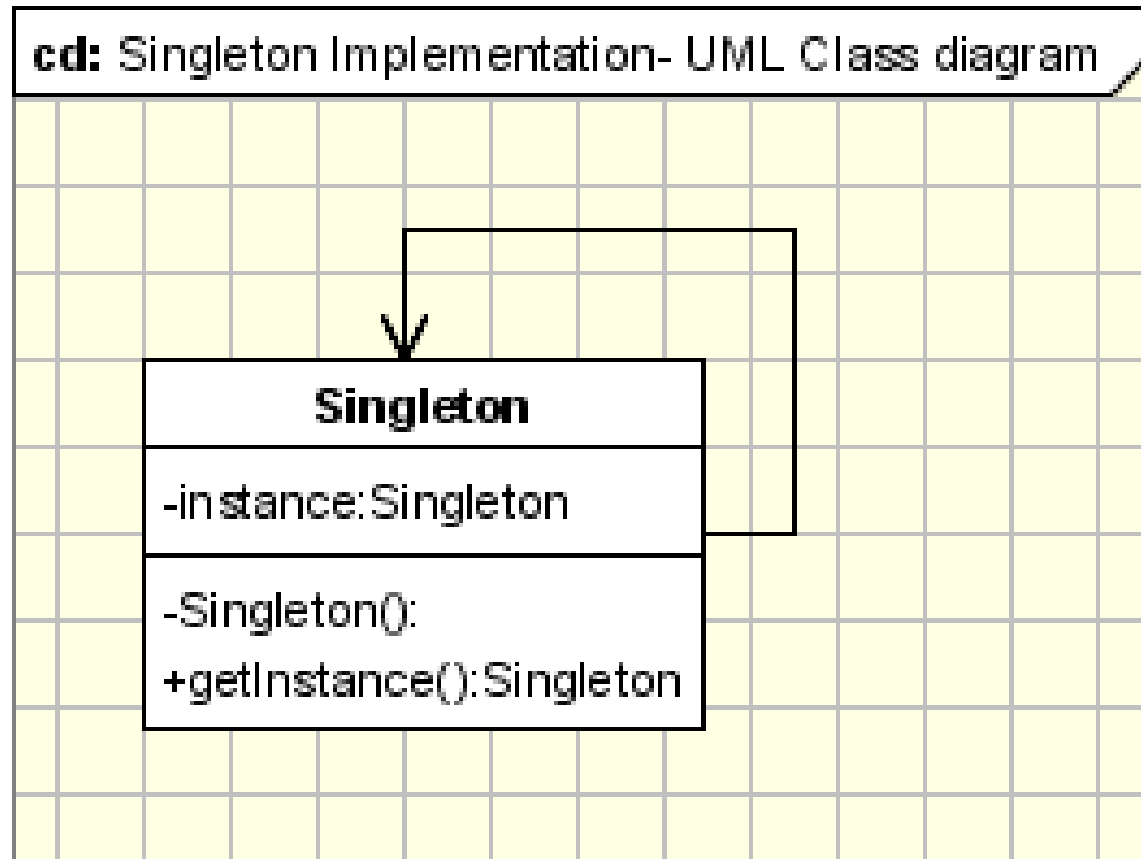 cd: Singleton Implementation- UML Class diagram
Singleton
-instance:Singleton
-Singleton():
+getInstance():Singleton